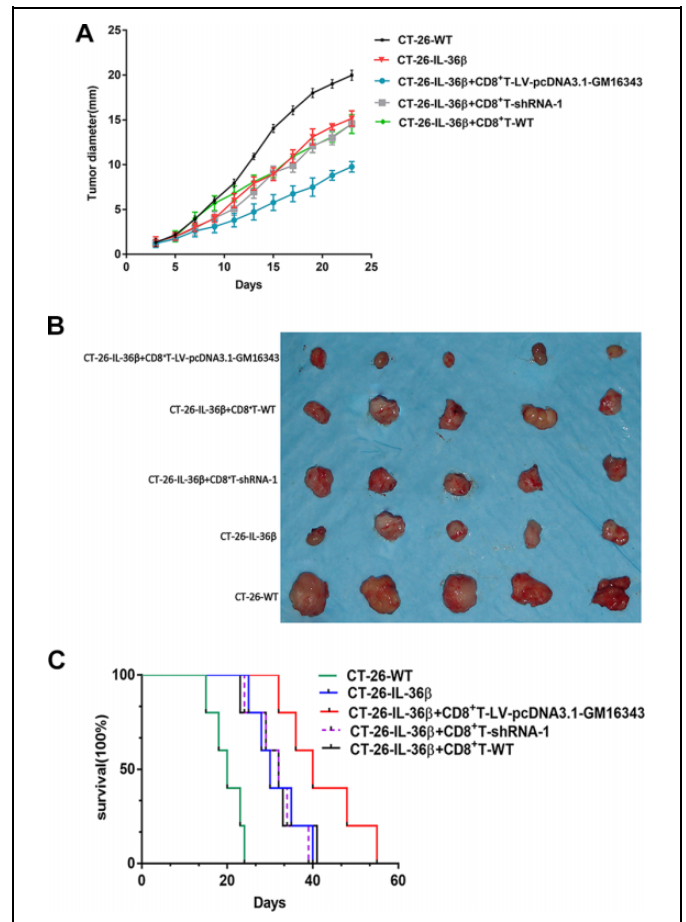 A
CT-26-WT
CT-26-IL-36β
CT-26-IL-36β+CD8⁺T-LV-pcDNA3.1-GM16343
CT-26-IL-36β+CD8⁺T-shRNA-1
CT-26-IL-36β+CD8⁺T-WT
Tumor diameter(mm)
20
15
10
5
0
0 5 10 15 20 25
Days
B
CT-26-IL-36β+CD8⁺T-LV-pcDNA3.1-GM16343
CT-26-IL-36β+CD8⁺T-WT
CT-26-IL-36β+CD8⁺T-shRNA-1
CT-26-IL-36β
CT-26-WT
C
CT-26-WT
CT-26-IL-36β
CT-26-IL-36β+CD8⁺T-LV-pcDNA3.1-GM16343
CT-26-IL-36β+CD8⁺T-shRNA-1
CT-26-IL-36β+CD8⁺T-WT
survival(100%)
100
50
0
0 20 40 60
Days